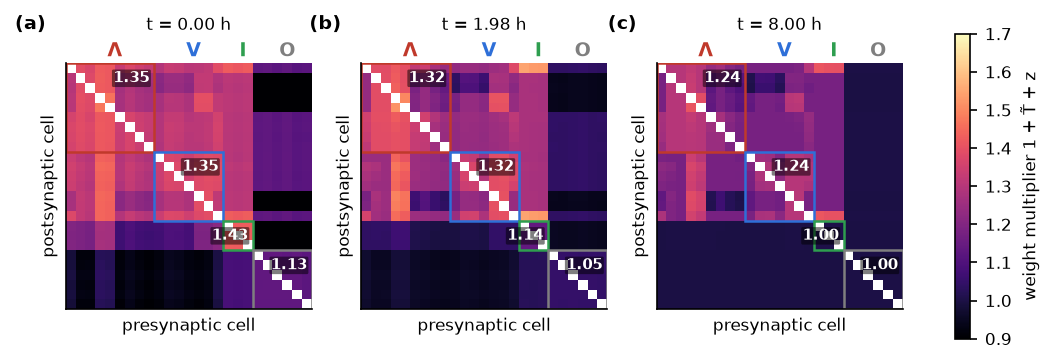 (a) t = 0.00 h
Λ V I O
1.35
1.35
1.43
1.13
postsynaptic cell
presynaptic cell
(b) t = 1.98 h
Λ V I O
1.32
1.32
1.14
1.05
postsynaptic cell
presynaptic cell
(c) t = 8.00 h
Λ V I O
1.24
1.24
1.00
1.00
postsynaptic cell
presynaptic cell
1.7
1.6
1.5
1.4
1.3
1.2
1.1
1.0
0.9
weight multiplier 1 + T̃ + z